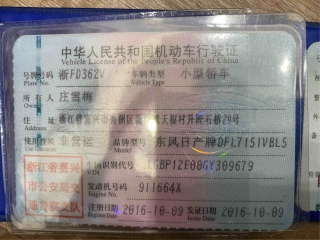 中华人民共和国机动车行驶证
Vehicle License of the People's Republic of China
号牌号码 浙FD362V 车辆类型 小型轿车
Plate No. Vehicle Type
所有人 庄雪梅
Owner
住址 浙江省嘉兴市
Address
使用性质 非营运 品牌型号 东风日产牌DFL7151VBL5
浙江省嘉兴市公安局交通警察大队
车辆识别代号 LGBP12E08GY309679
发动机号码 911664X
Engine No.
注册日期 2016-10-09 发证日期 2016-10-09
Register Date Issue Date